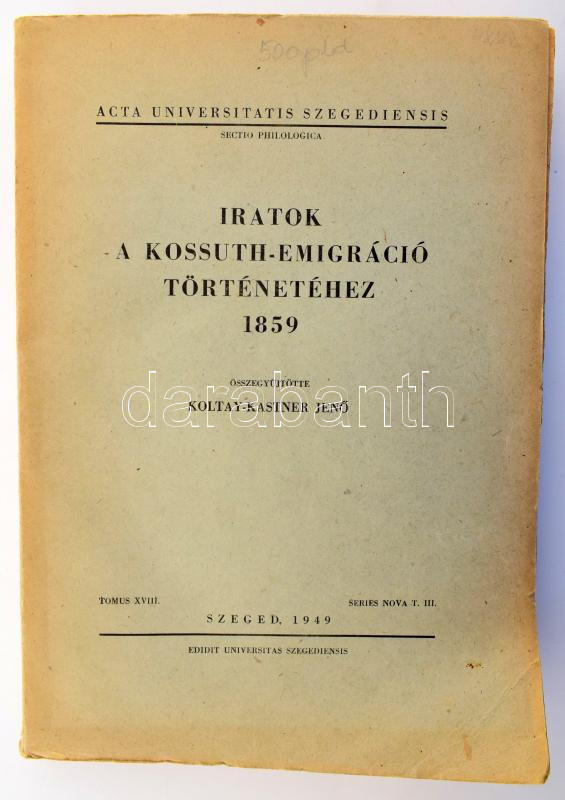 500 pld
ACTA UNIVERSITATIS SZEGEDIENSIS
SECTIO PHILOLOGICA
IRATOK
A KOSSUTH-EMIGRÁCIÓ
TÖRTÉNETÉHEZ
1859
ÖSSZEGYŰJTÖTTE
darabanth
KOLTAY-KASTNER JENŐ
TOMUS XVIII.
SERIES NOVA T. III.
SZEGED, 1949
EDIDIT UNIVERSITAS SZEGEDIENSIS